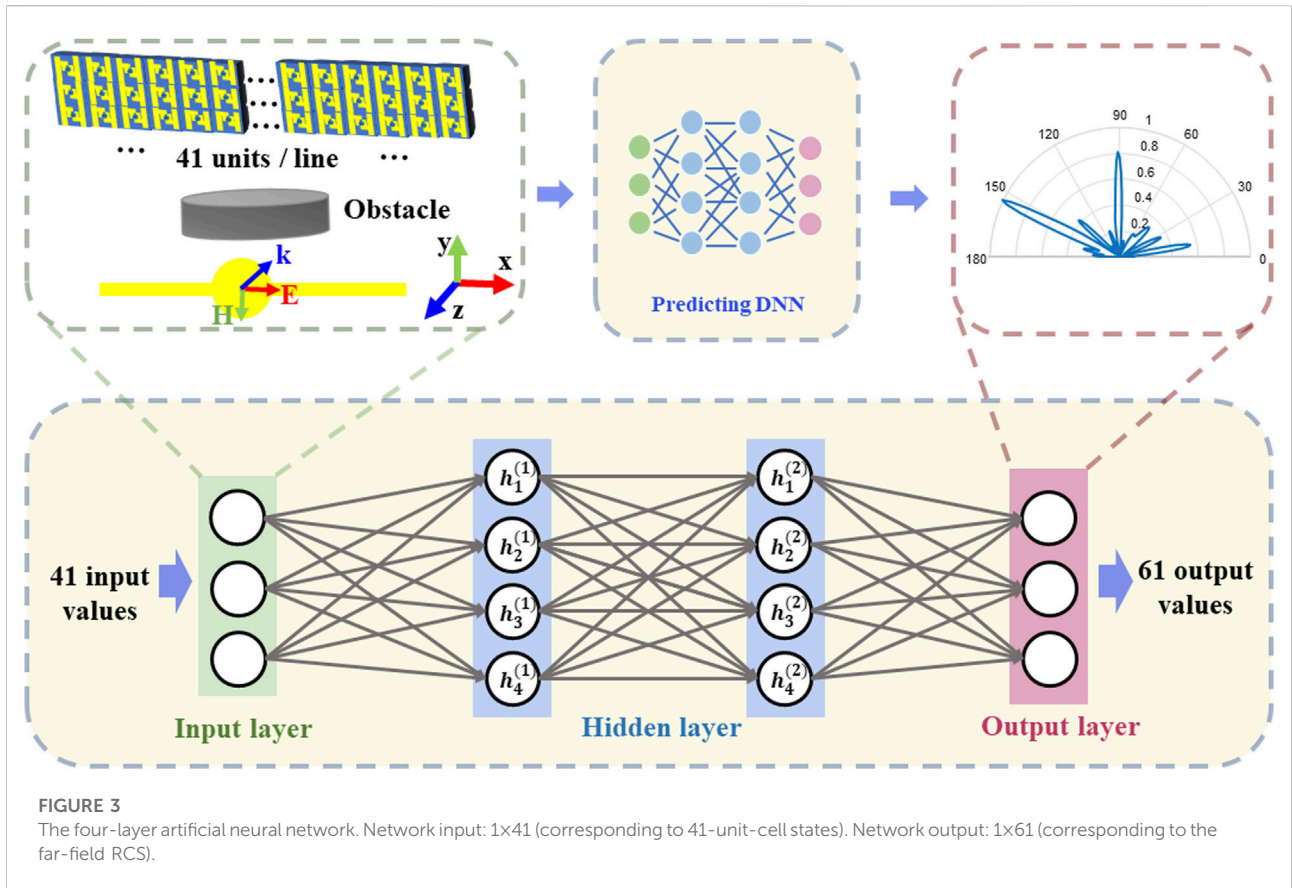 ... 41 units / line ...
Obstacle
k
E
H
y
x
z
Predicting DNN
90
1
120
60
0.8
0.6
150
0.4
30
0.2
180
0
41 input
values
h₁⁽¹⁾
h₂⁽¹⁾
h₃⁽¹⁾
h₄⁽¹⁾
h₁⁽²⁾
h₂⁽²⁾
h₃⁽²⁾
h₄⁽²⁾
61 output
values
Input layer
Hidden layer
Output layer
FIGURE 3
The four-layer artificial neural network. Network input: 1×41 (corresponding to 41-unit-cell states). Network output: 1×61 (corresponding to the
far-field RCS).